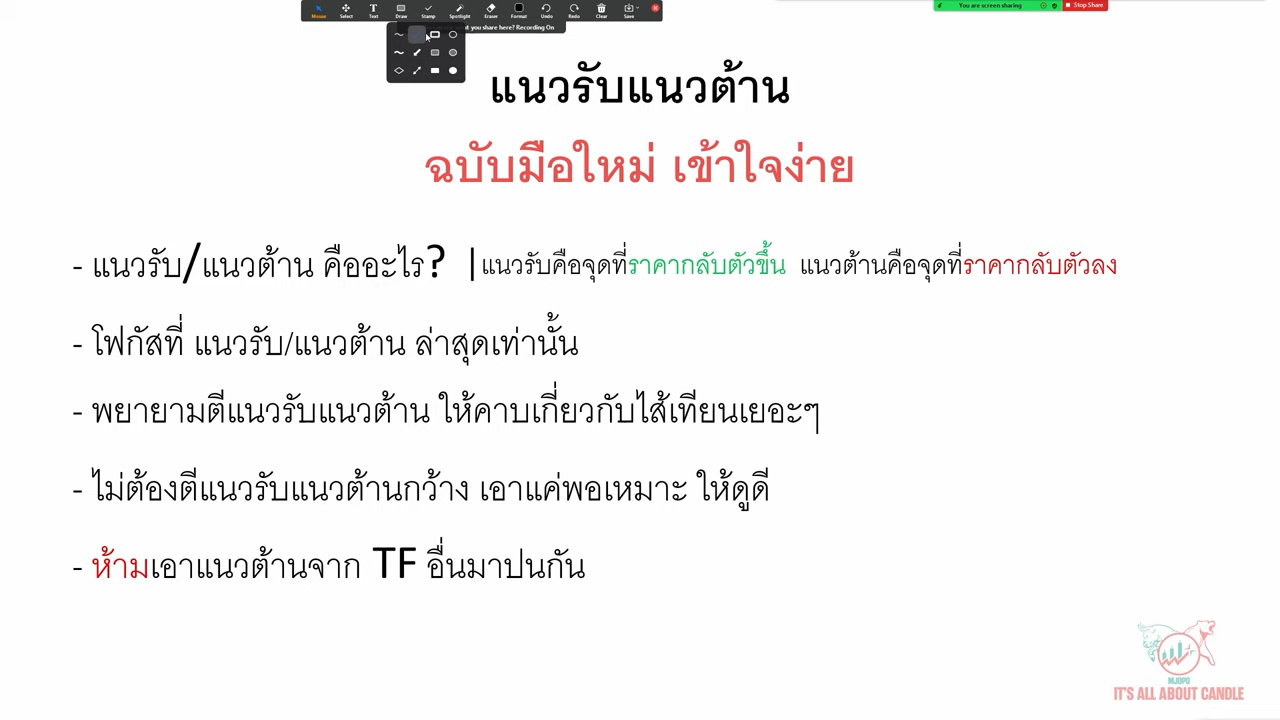 Mouse Select Text Draw Stamp Spotlight Eraser Format Undo Redo Clear Save
You are screen sharing Stop Share
you share here? Recording On
แนวรับแนวต้าน
ฉบับมือใหม่ เข้าใจง่าย
- แนวรับ/แนวต้าน คืออะไร? |แนวรับคือจุดที่ราคากลับตัวขึ้น แนวต้านคือจุดที่ราคากลับตัวลง
- โฟกัสที่ แนวรับ/แนวต้าน ล่าสุดเท่านั้น
- พยายามตีแนวรับแนวต้าน ให้คาบเกี่ยวกับไส้เทียนเยอะๆ
- ไม่ต้องตีแนวรับแนวต้านกว้าง เอาแค่พอเหมาะ ให้ดูดี
- ห้ามเอาแนวต้านจาก TF อื่นมาปนกัน
MJOPO
IT'S ALL ABOUT CANDLE